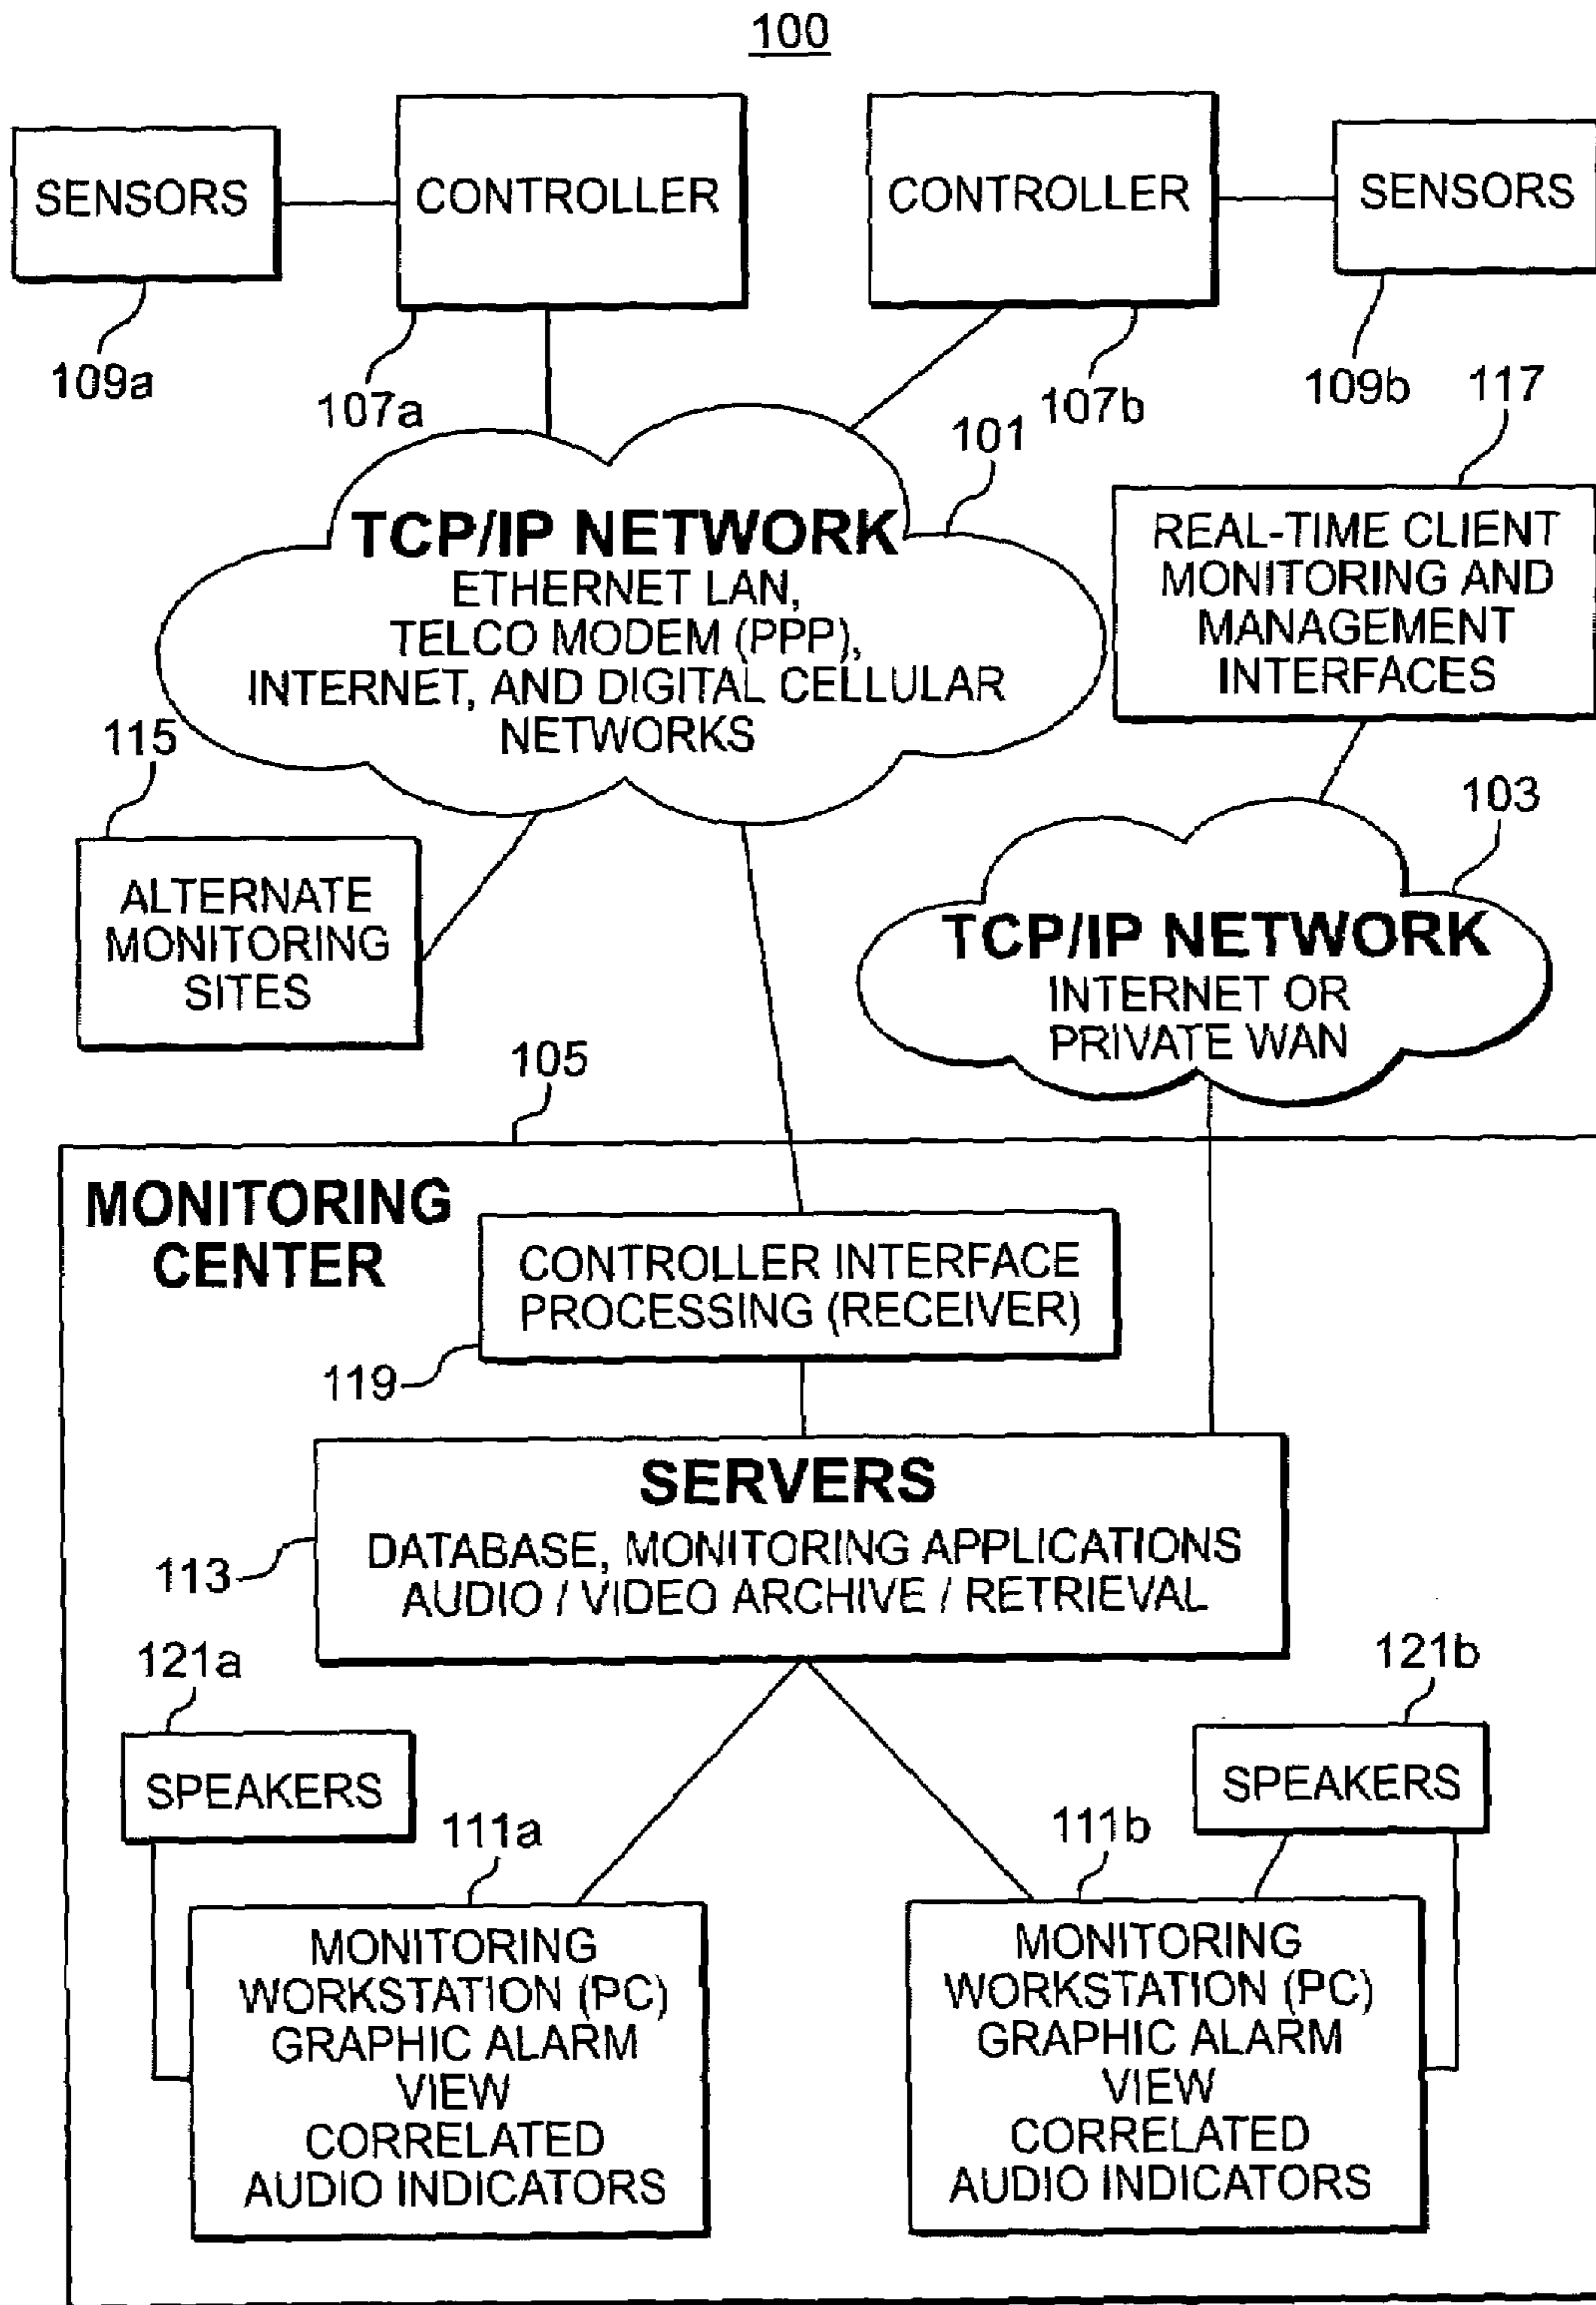 100
SENSORS
CONTROLLER
CONTROLLER
SENSORS
109a
107a
107b
109b
117
101
TCP/IP NETWORK
ETHERNET LAN,
TELCO MODEM (PPP),
INTERNET, AND DIGITAL CELLULAR
NETWORKS
REAL-TIME CLIENT
MONITORING AND
MANAGEMENT
INTERFACES
115
ALTERNATE
MONITORING
SITES
103
TCP/IP NETWORK
INTERNET OR
PRIVATE WAN
105
MONITORING
CENTER
CONTROLLER INTERFACE
PROCESSING (RECEIVER)
119
SERVERS
DATABASE, MONITORING APPLICATIONS
AUDIO / VIDEO ARCHIVE / RETRIEVAL
113
121a
SPEAKERS
121b
SPEAKERS
111a
MONITORING
WORKSTATION (PC)
GRAPHIC ALARM
VIEW
CORRELATED
AUDIO INDICATORS
111b
MONITORING
WORKSTATION (PC)
GRAPHIC ALARM
VIEW
CORRELATED
AUDIO INDICATORS